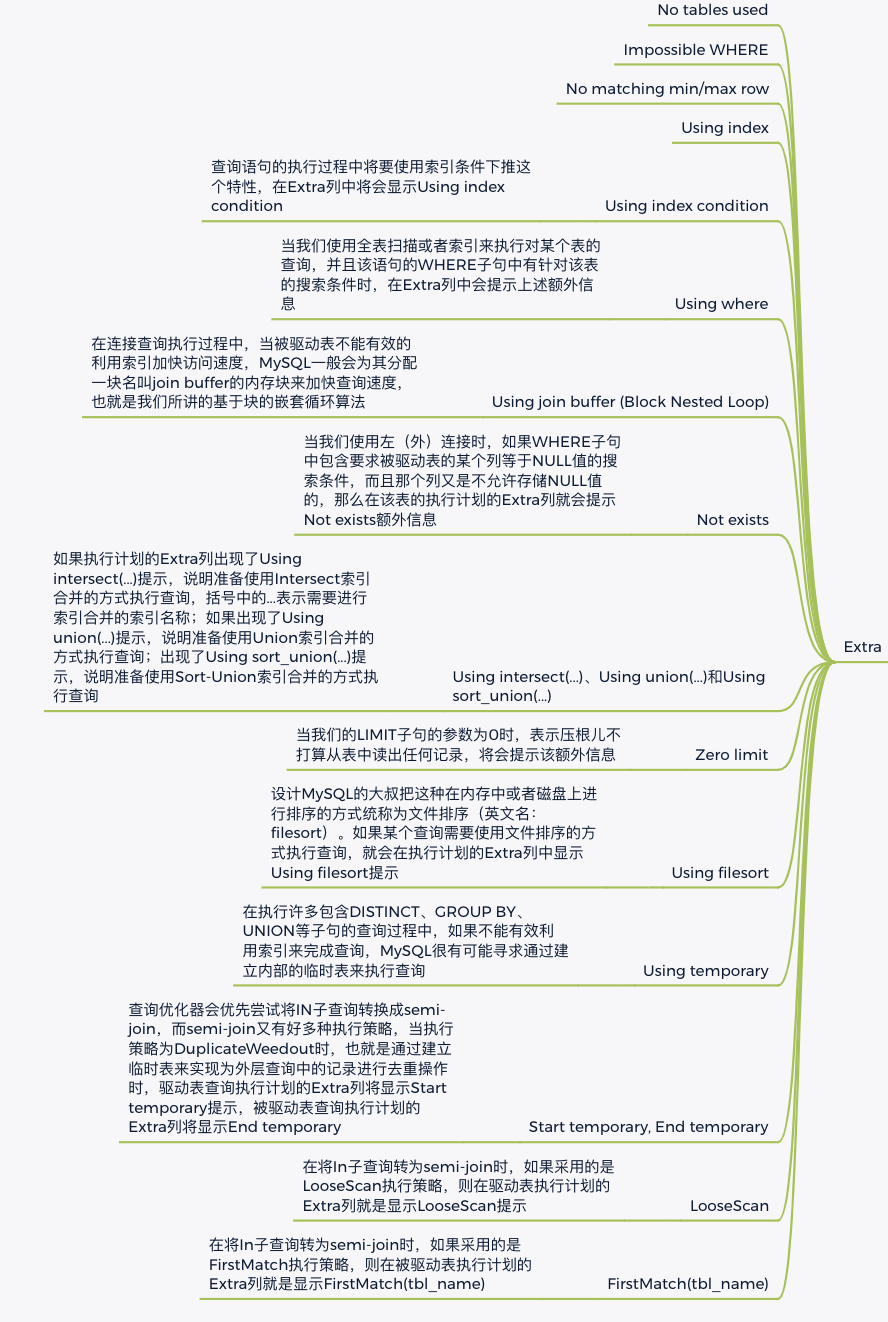 No tables used
Impossible WHERE
No matching min/max row
Using index
查询语句的执行过程中将要使用索引条件下推这
个特性，在Extra列中将会显示Using index
condition
Using index condition
当我们使用全表扫描或者索引来执行对某个表的
查询，并且该语句的WHERE子句中有针对该表
的搜索条件时，在Extra列中会提示上述额外信
息
Using where
在连接查询执行过程中，当被驱动表不能有效的
利用索引加快访问速度，MySQL一般会为其分配
一块名叫join buffer的内存块来加快查询速度，
也就是我们所讲的基于块的嵌套循环算法
Using join buffer (Block Nested Loop)
当我们使用左（外）连接时，如果WHERE子句
中包含要求被驱动表的某个列等于NULL值的搜
索条件，而且那个列又是不允许存储NULL值
的，那么在该表的执行计划的Extra列就会提示
Not exists额外信息
Not exists
如果执行计划的Extra列出现了Using
intersect(...)提示，说明准备使用Intersect索引
合并的方式执行查询，括号中的...表示需要进行
索引合并的索引名称；如果出现了Using
union(...)提示，说明准备使用Union索引合并的
方式执行查询；出现了Using sort_union(...)提
示，说明准备使用Sort-Union索引合并的方式执
行查询
Using intersect(...)、Using union(...)和Using
sort_union(...)
Extra
当我们的LIMIT子句的参数为0时，表示压根儿不
打算从表中读出任何记录，将会提示该额外信息
Zero limit
设计MySQL的大叔把这种在内存中或者磁盘上进
行排序的方式统称为文件排序（英文名：
filesort）。如果某个查询需要使用文件排序的方
式执行查询，就会在执行计划的Extra列中显示
Using filesort提示
Using filesort
在执行许多包含DISTINCT、GROUP BY、
UNION等子句的查询过程中，如果不能有效利
用索引来完成查询，MySQL很有可能寻求通过建
立内部的临时表来执行查询
Using temporary
查询优化器会优先尝试将IN子查询转换成semi-
join，而semi-join又有好多种执行策略，当执行
策略为DuplicateWeedout时，也就是通过建立
临时表来实现为外层查询中的记录进行去重操作
时，驱动表查询执行计划的Extra列将显示Start
temporary提示，被驱动表查询执行计划的
Extra列将显示End temporary
Start temporary, End temporary
在将In子查询转为semi-join时，如果采用的是
LooseScan执行策略，则在驱动表执行计划的
Extra列就是显示LooseScan提示
LooseScan
在将In子查询转为semi-join时，如果采用的是
FirstMatch执行策略，则在被驱动表执行计划的
Extra列就是显示FirstMatch(tbl_name)
FirstMatch(tbl_name)